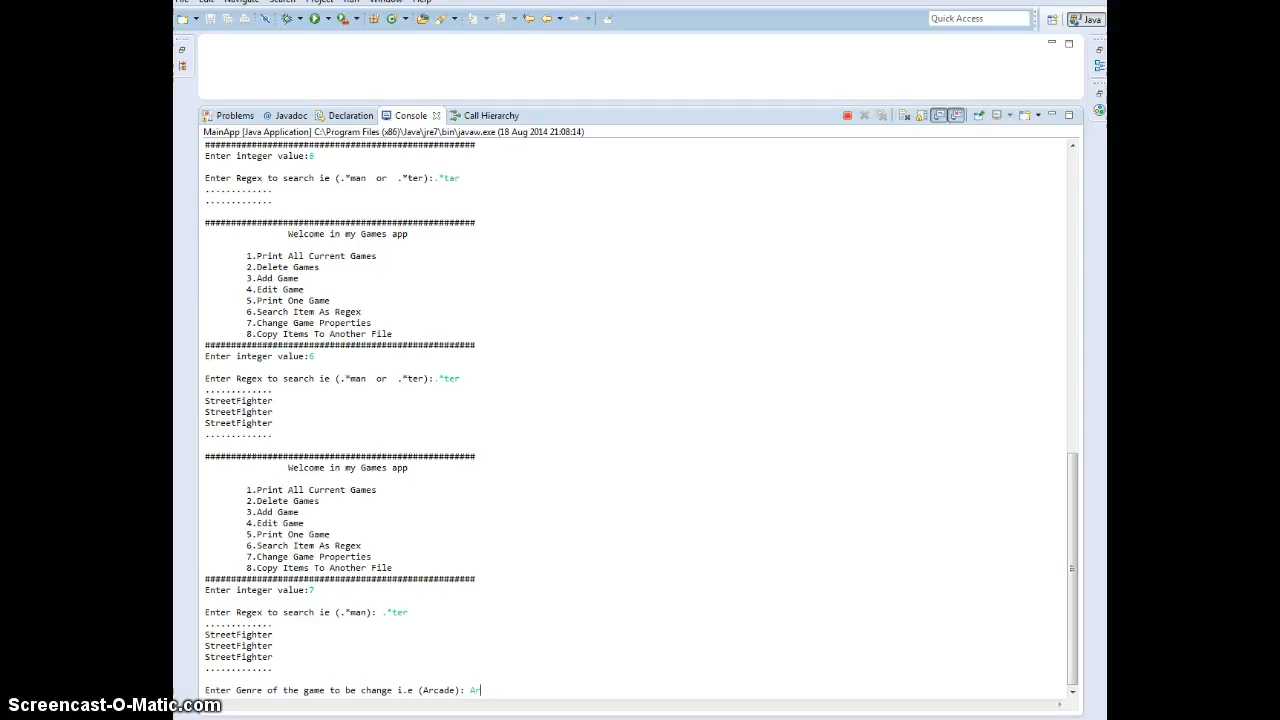 File Edit Navigate Search Project Run Window Help
Quick Access
Java
Problems @ Javadoc Declaration Console Call Hierarchy
MainApp [Java Application] C:\Program Files (x86)\Java\jre7\bin\javaw.exe (18 Aug 2014 21:08:14)
####################################################
Enter integer value:6
Enter Regex to search ie (.*man or .*ter):.*tar
.............
.............
####################################################
Welcome in my Games app
1.Print All Current Games
2.Delete Games
3.Add Game
4.Edit Game
5.Print One Game
6.Search Item As Regex
7.Change Game Properties
8.Copy Items To Another File
####################################################
Enter integer value:6
Enter Regex to search ie (.*man or .*ter):.*ter
.............
StreetFighter
StreetFighter
StreetFighter
.............
####################################################
Welcome in my Games app
1.Print All Current Games
2.Delete Games
3.Add Game
4.Edit Game
5.Print One Game
6.Search Item As Regex
7.Change Game Properties
8.Copy Items To Another File
####################################################
Enter integer value:7
Enter Regex to search ie (.*man): .*ter
.............
StreetFighter
StreetFighter
StreetFighter
.............
Enter Genre of the game to be change i.e (Arcade): Ar
Screencast-O-Matic.com